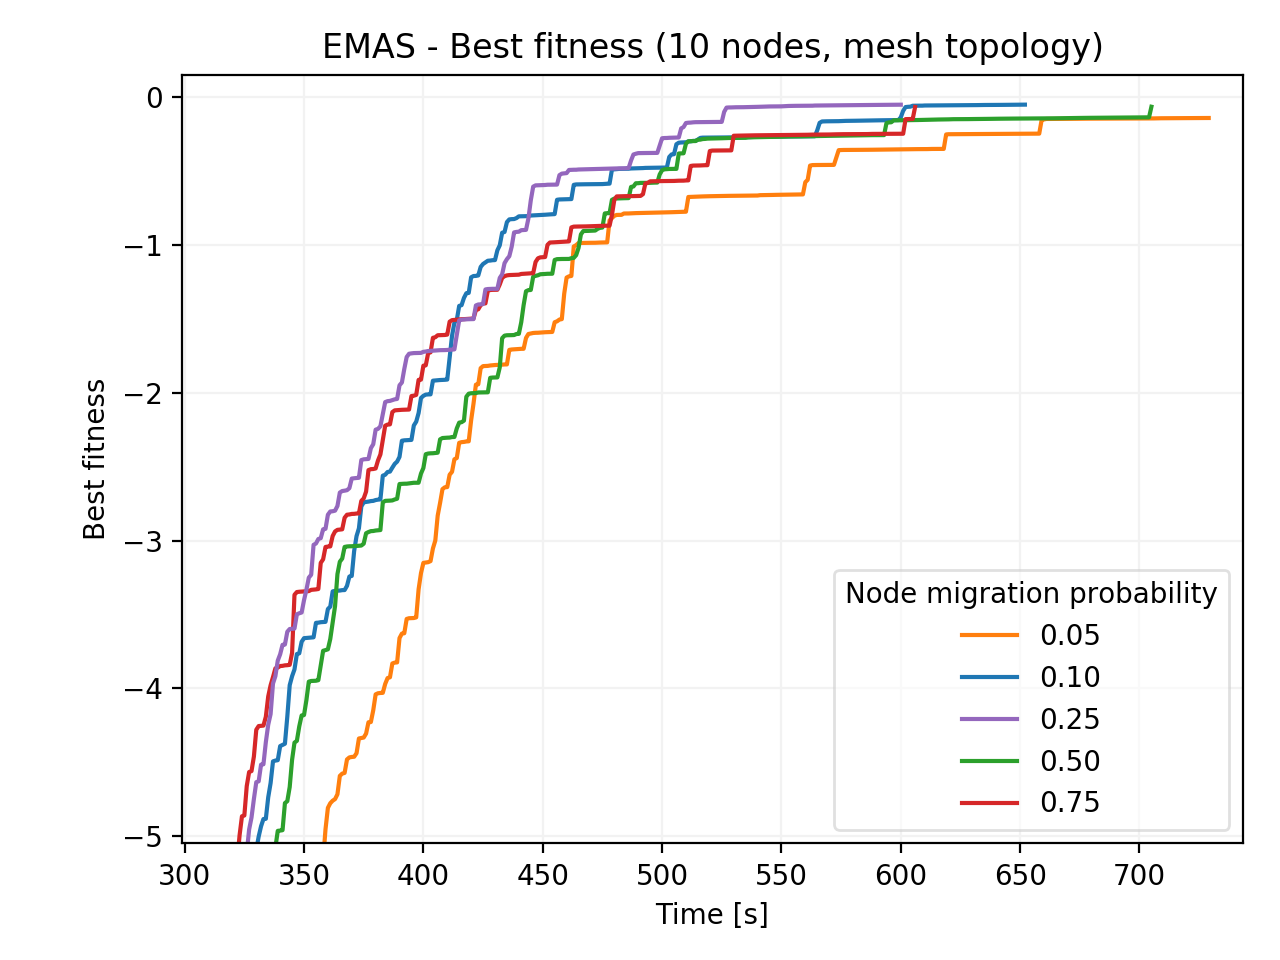 EMAS - Best fitness (10 nodes, mesh topology)
Best fitness
0
−1
−2
−3
−4
−5
Node migration probability
0.05
0.10
0.25
0.50
0.75
300 350 400 450 500 550 600 650 700
Time [s]